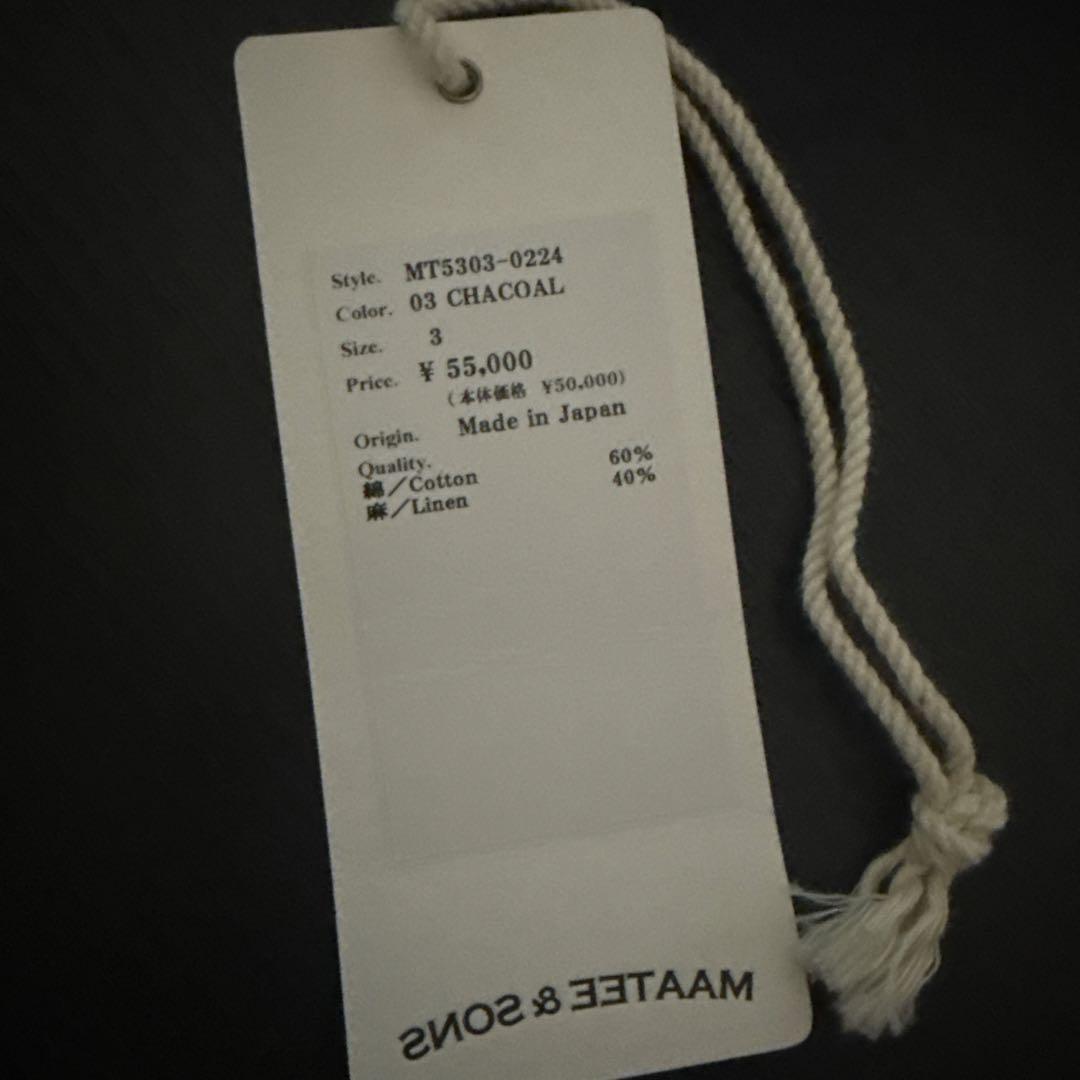 Style. MT5303-0224
Color. 03 CHACOAL
Size. 3
Price. ¥ 55,000
(本体価格 ¥50,000)
Origin. Made in Japan
Quality.
綿/Cotton 60%
麻/Linen 40%
MAATEE & SONS